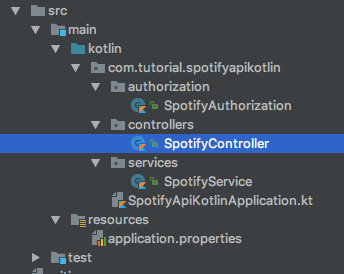 src
main
kotlin
com.tutorial.spotifyapikotlin
authorization
SpotifyAuthorization
controllers
SpotifyController
services
SpotifyService
SpotifyApiKotlinApplication.kt
resources
application.properties
test